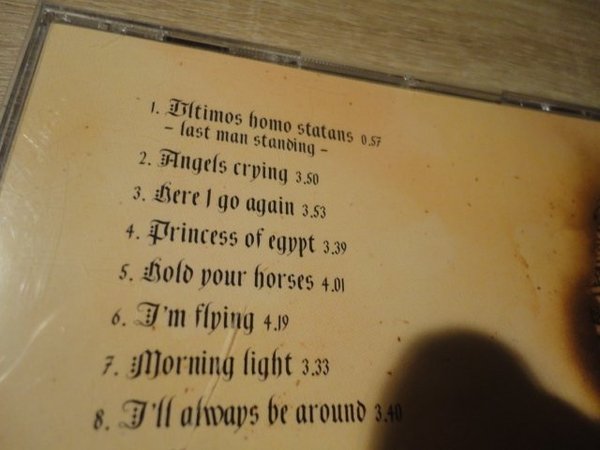 1. Ultimos homo statans 0.57
- last man standing -
2. Angels crying 3.50
3. Here I go again 3.53
4. Princess of egypt 3.39
5. Hold your horses 4.01
6. I'm flying 4.19
7. Morning light 3.33
8. I'll always be around 3.40